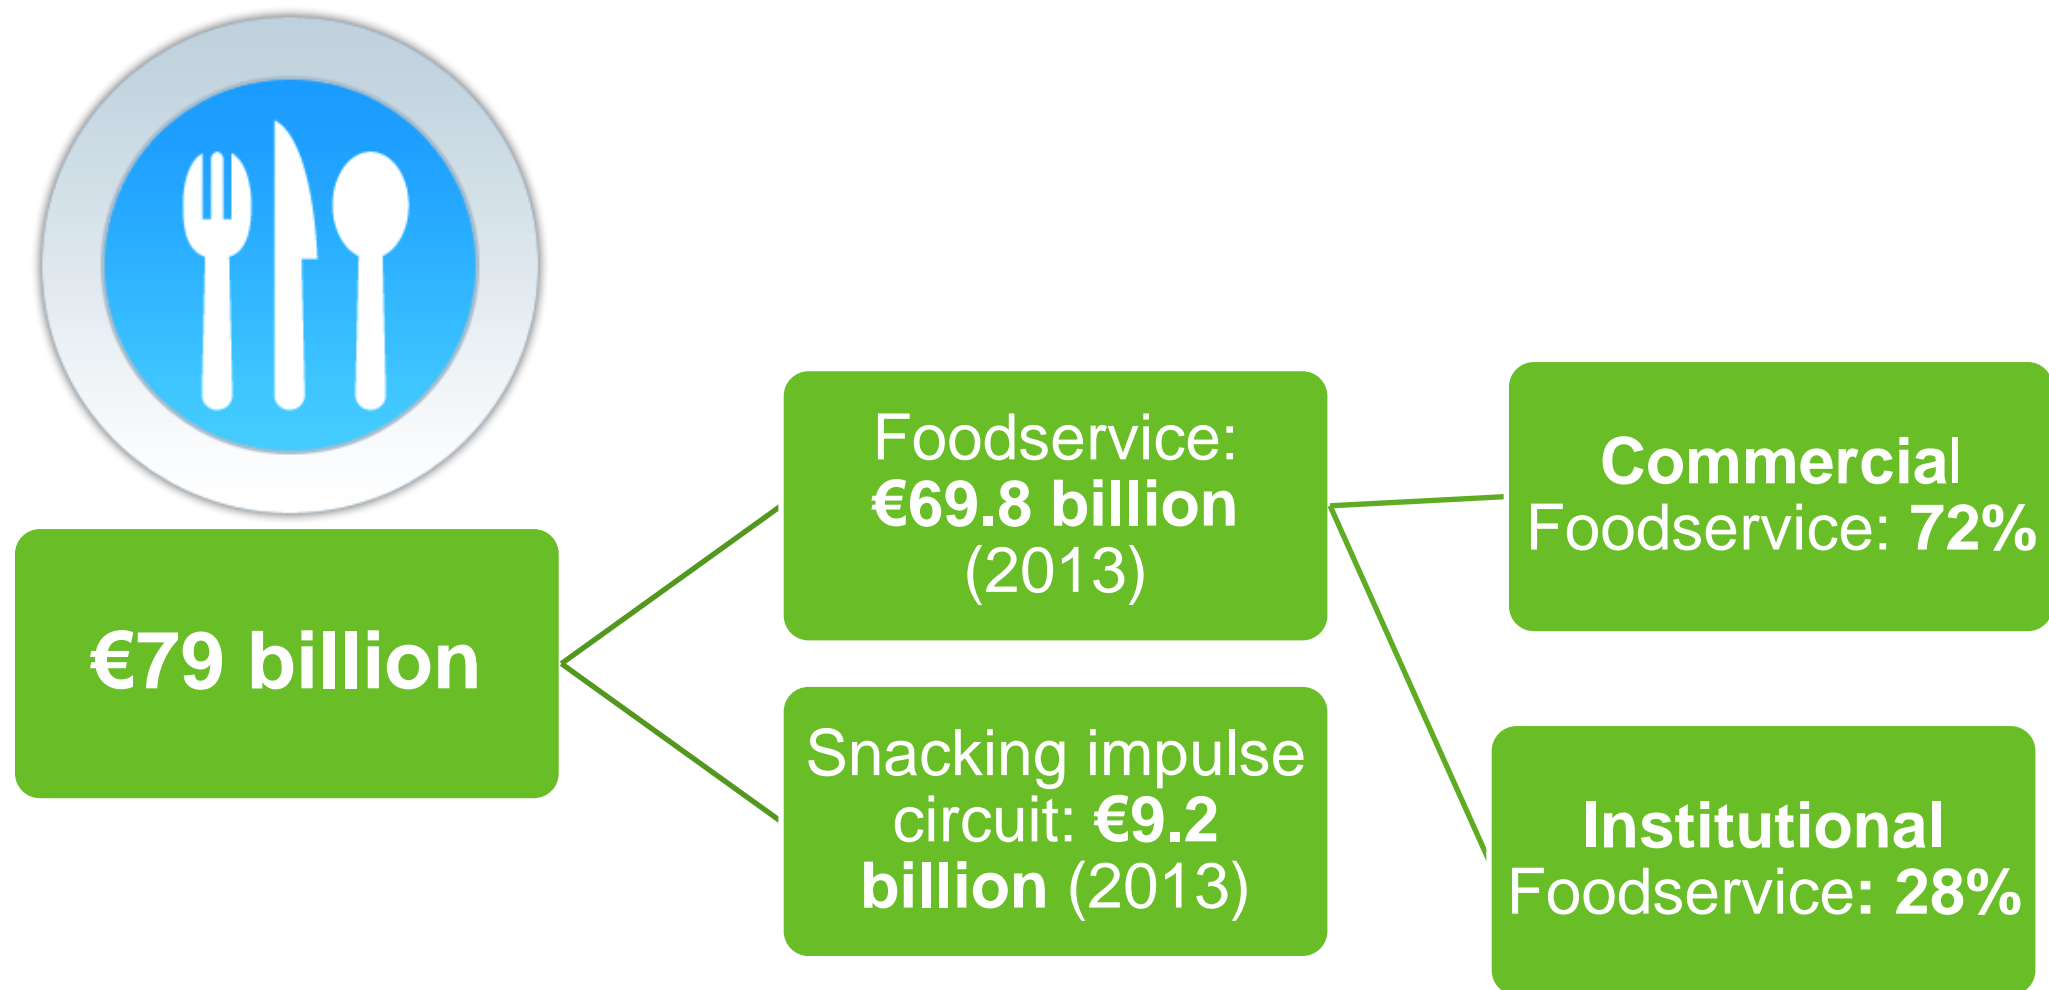 €79 billion
Foodservice:
€69.8 billion
(2013)
Snacking impulse
circuit: €9.2
billion (2013)
Commercial
Foodservice: 72%
Institutional
Foodservice: 28%